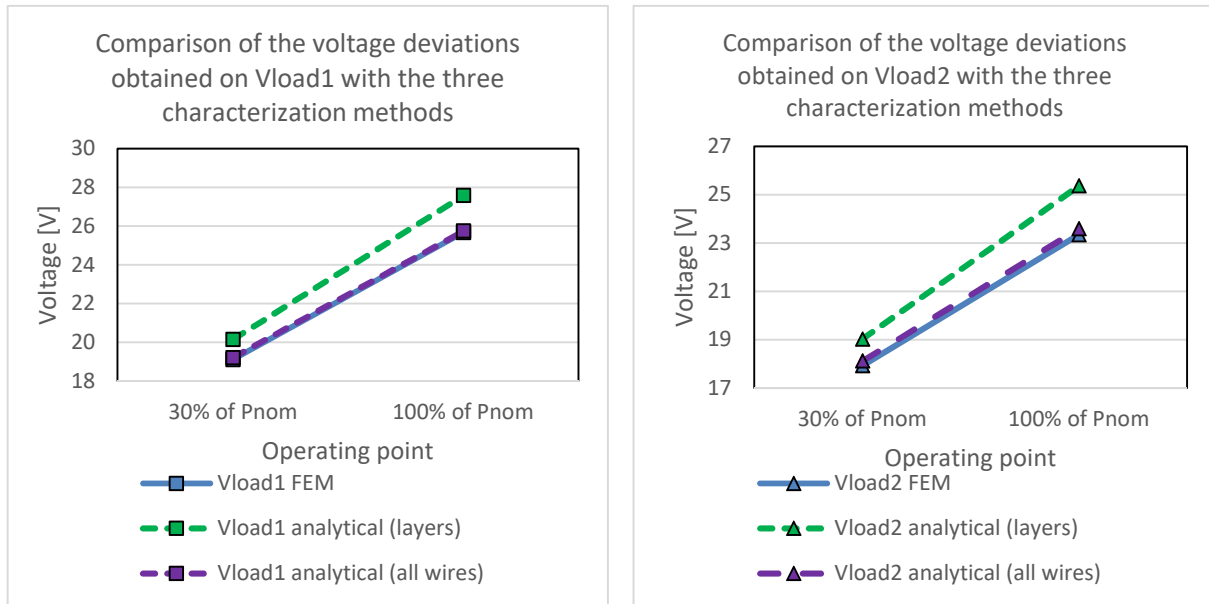 Comparison of the voltage deviations
obtained on Vload1 with the three
characterization methods
30
28
26
24
22
20
18
Voltage [V]
30% of Pnom
100% of Pnom
Operating point
Vload1 FEM
Vload1 analytical (layers)
Vload1 analytical (all wires)
Comparison of the voltage deviations
obtained on Vload2 with the three
characterization methods
27
25
23
21
19
17
Voltage [V]
30% of Pnom
100% of Pnom
Operating point
Vload2 FEM
Vload2 analytical (layers)
Vload2 analytical (all wires)